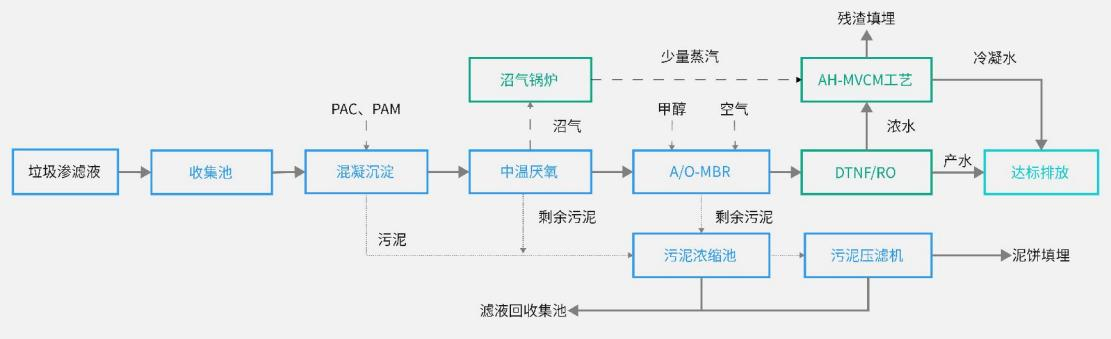 残渣填埋
少量蒸汽
冷凝水
沼气锅炉
AH-MVCM工艺
PAC、PAM
沼气
甲醇
空气
浓水
垃圾渗滤液
收集池
混凝沉淀
中温厌氧
A/O-MBR
DTNF/RO
产水
达标排放
污泥
剩余污泥
剩余污泥
污泥浓缩池
污泥压滤机
泥饼填埋
滤液回收集池